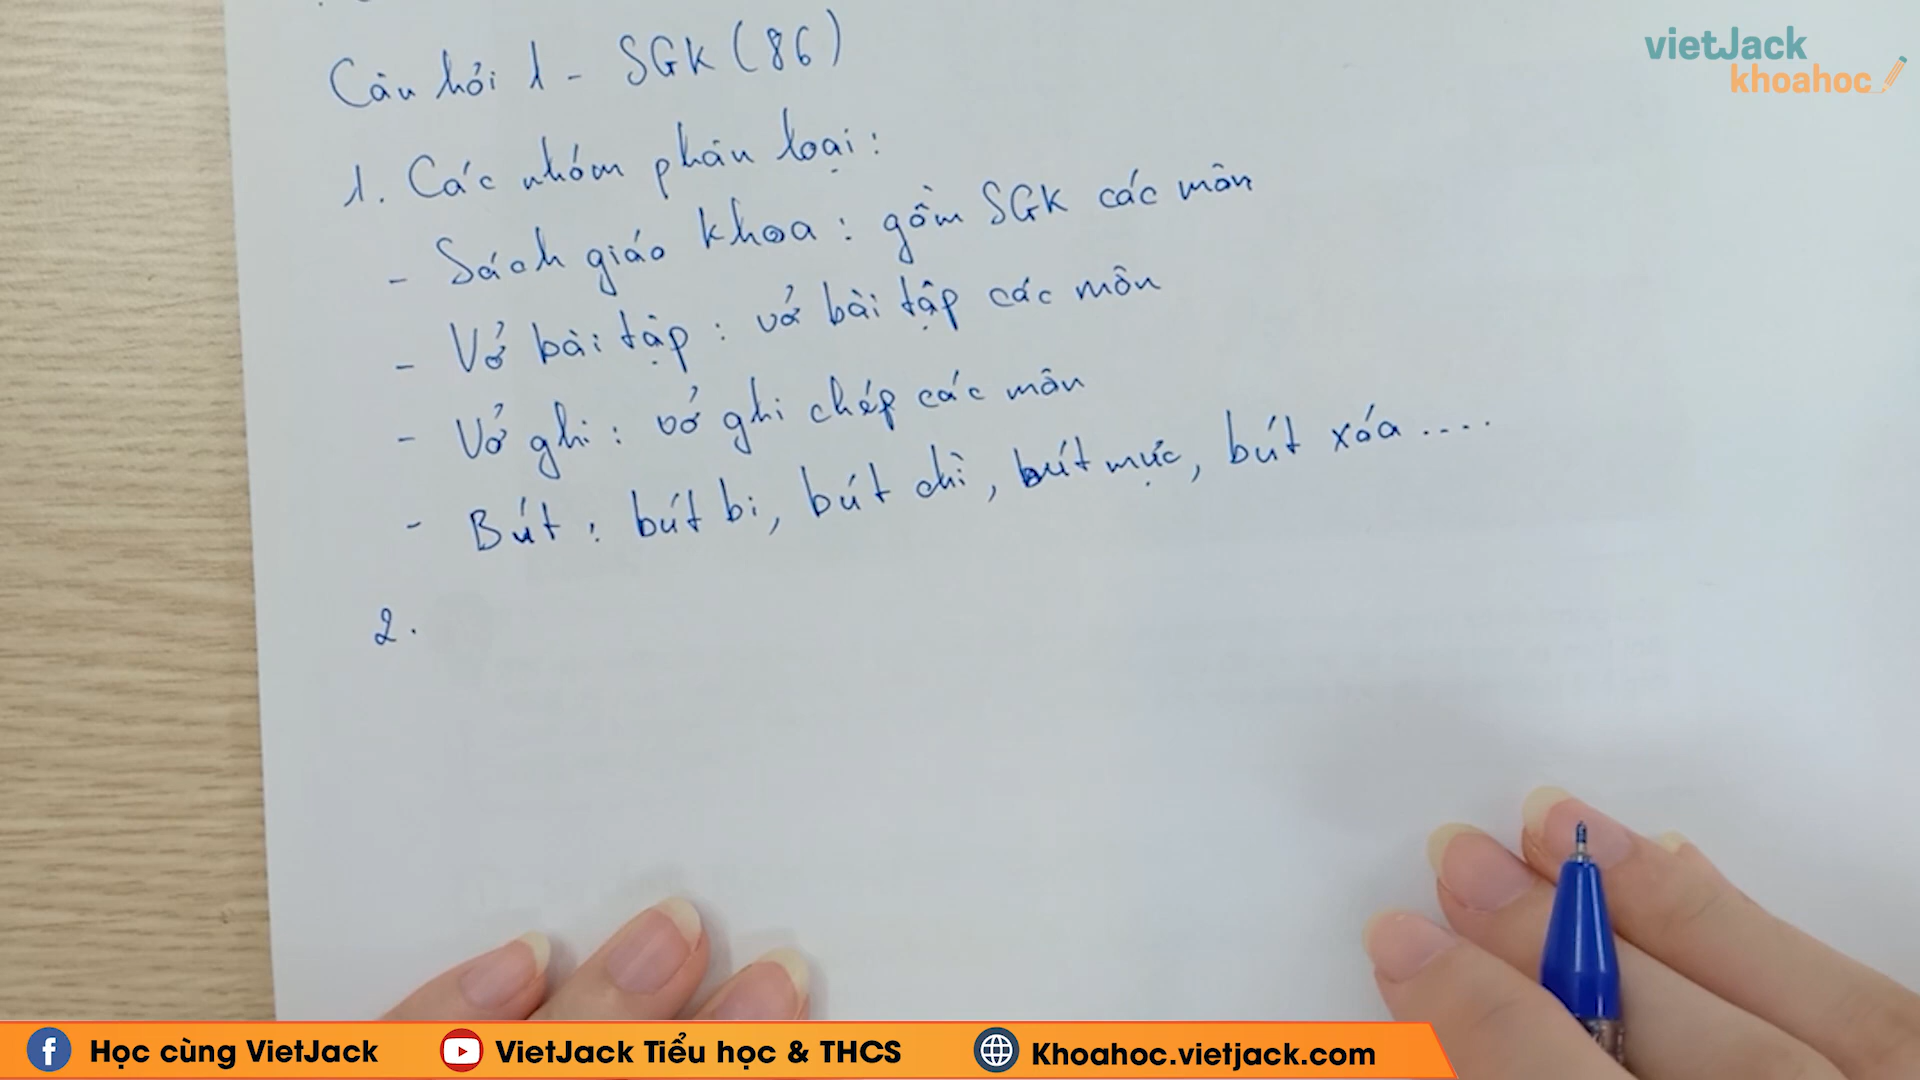 vietJack
khoahoc
Câu hỏi 1 - SGK (86)
1. Các nhóm phân loại:
- Sách giáo khoa: gồm SGK các môn
- Vở bài tập: vở bài tập các môn
- Vở ghi: vở ghi chép các môn
- Bút: bút bi, bút chì, bút mực, bút xóa....
2.
Học cùng VietJack
VietJack Tiểu học & THCS
Khoahoc.vietjack.com